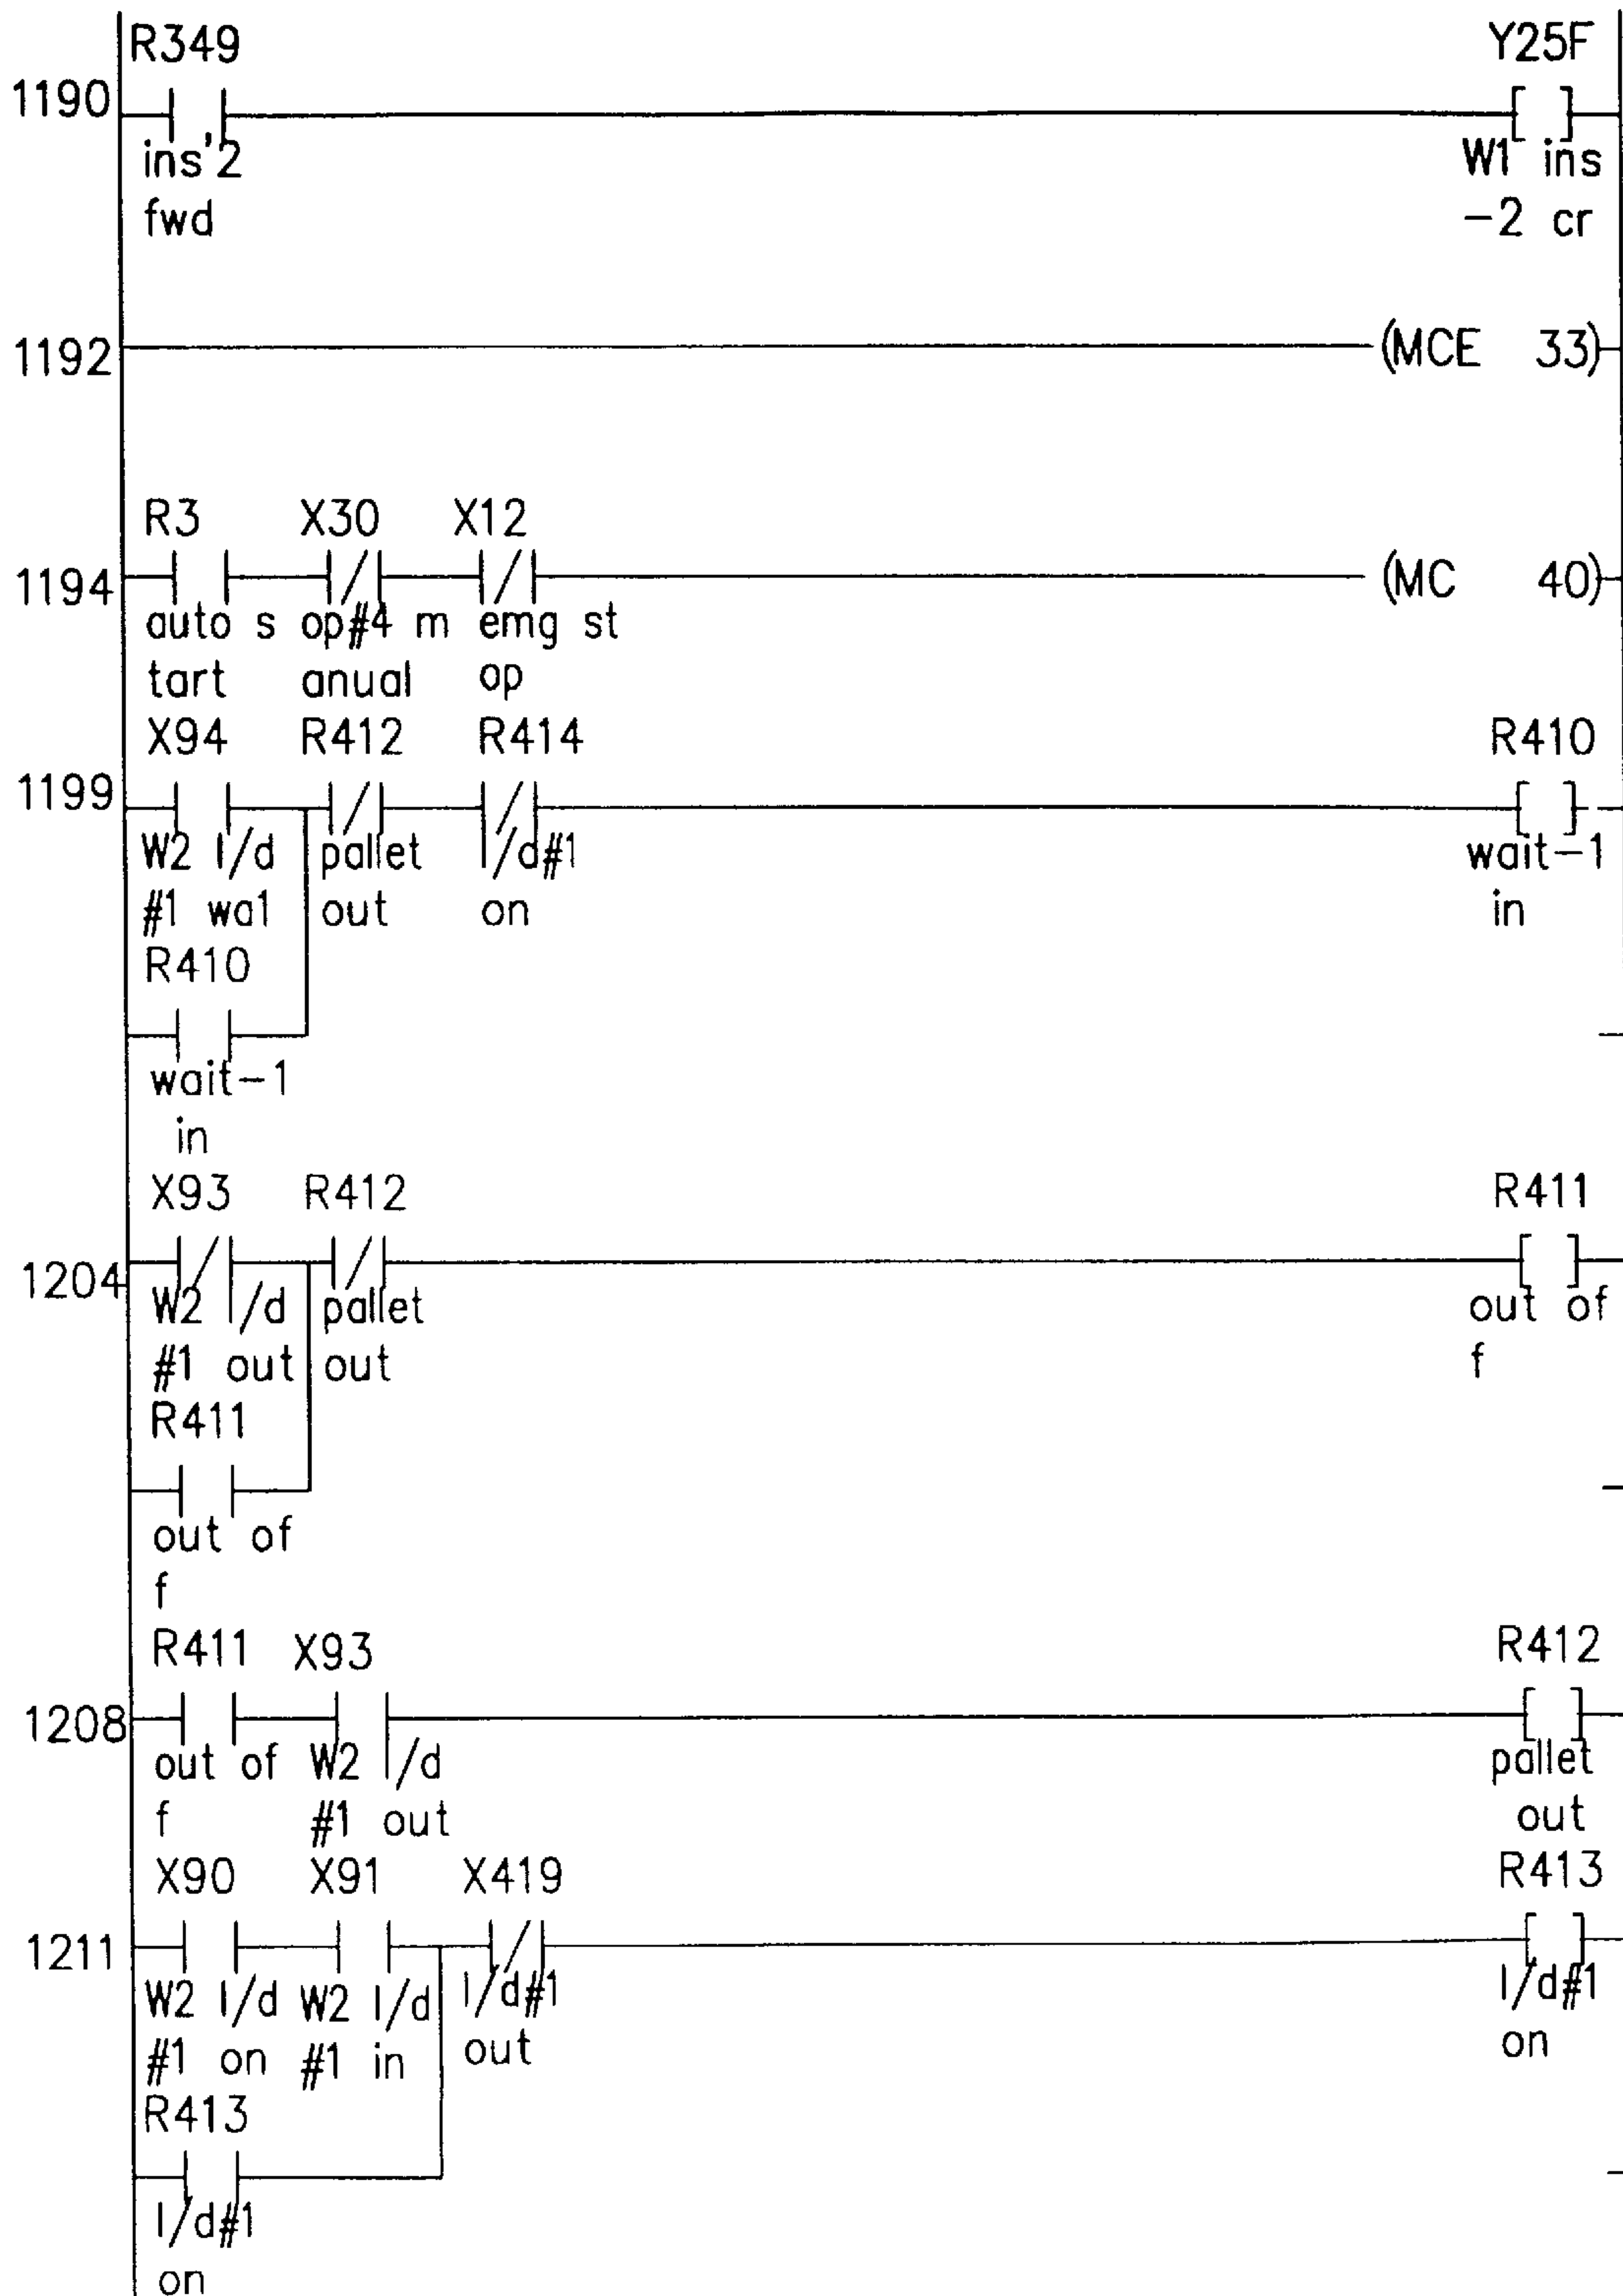 R349 Y25F
1190
ins'2 W1 ins
fwd -2 cr
1192 (MCE 33)
R3 X30 X12
1194 (MC 40)
auto s op#4 m emg st
tart anual op
X94 R412 R414 R410
1199
W2 l/d pallet l/d#1 wait-1
#1 wa1 out on in
R410
wait-1
in
X93 R412 R411
1204
W2 l/d pallet out of
#1 out out f
R411
out of
f
R411 X93 R412
1208
out of W2 l/d pallet
f #1 out out
X90 X91 X419 R413
1211
W2 l/d W2 l/d l/d#1 l/d#1
#1 on #1 in out on
R413
l/d#1
on